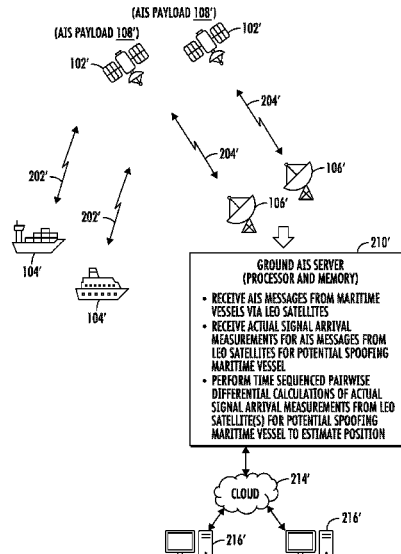 (AIS PAYLOAD 108')
(AIS PAYLOAD 108')
102'
102'
204'
204'
202'
202'
106'
106'
104'
104'
210'
GROUND AIS SERVER
(PROCESSOR AND MEMORY)
• RECEIVE AIS MESSAGES FROM MARITIME
VESSELS VIA LEO SATELLITES
• RECEIVE ACTUAL SIGNAL ARRIVAL
MEASUREMENTS FOR AIS MESSAGES FROM
LEO SATELLITES FOR POTENTIAL SPOOFING
MARITIME VESSEL
• PERFORM TIME SEQUENCED PAIRWISE
DIFFERENTIAL CALCULATIONS OF ACTUAL
SIGNAL ARRIVAL MEASUREMENTS FROM LEO
SATELLITE(S) FOR POTENTIAL SPOOFING
MARITIME VESSEL TO ESTIMATE POSITION
CLOUD
214'
216'
216'